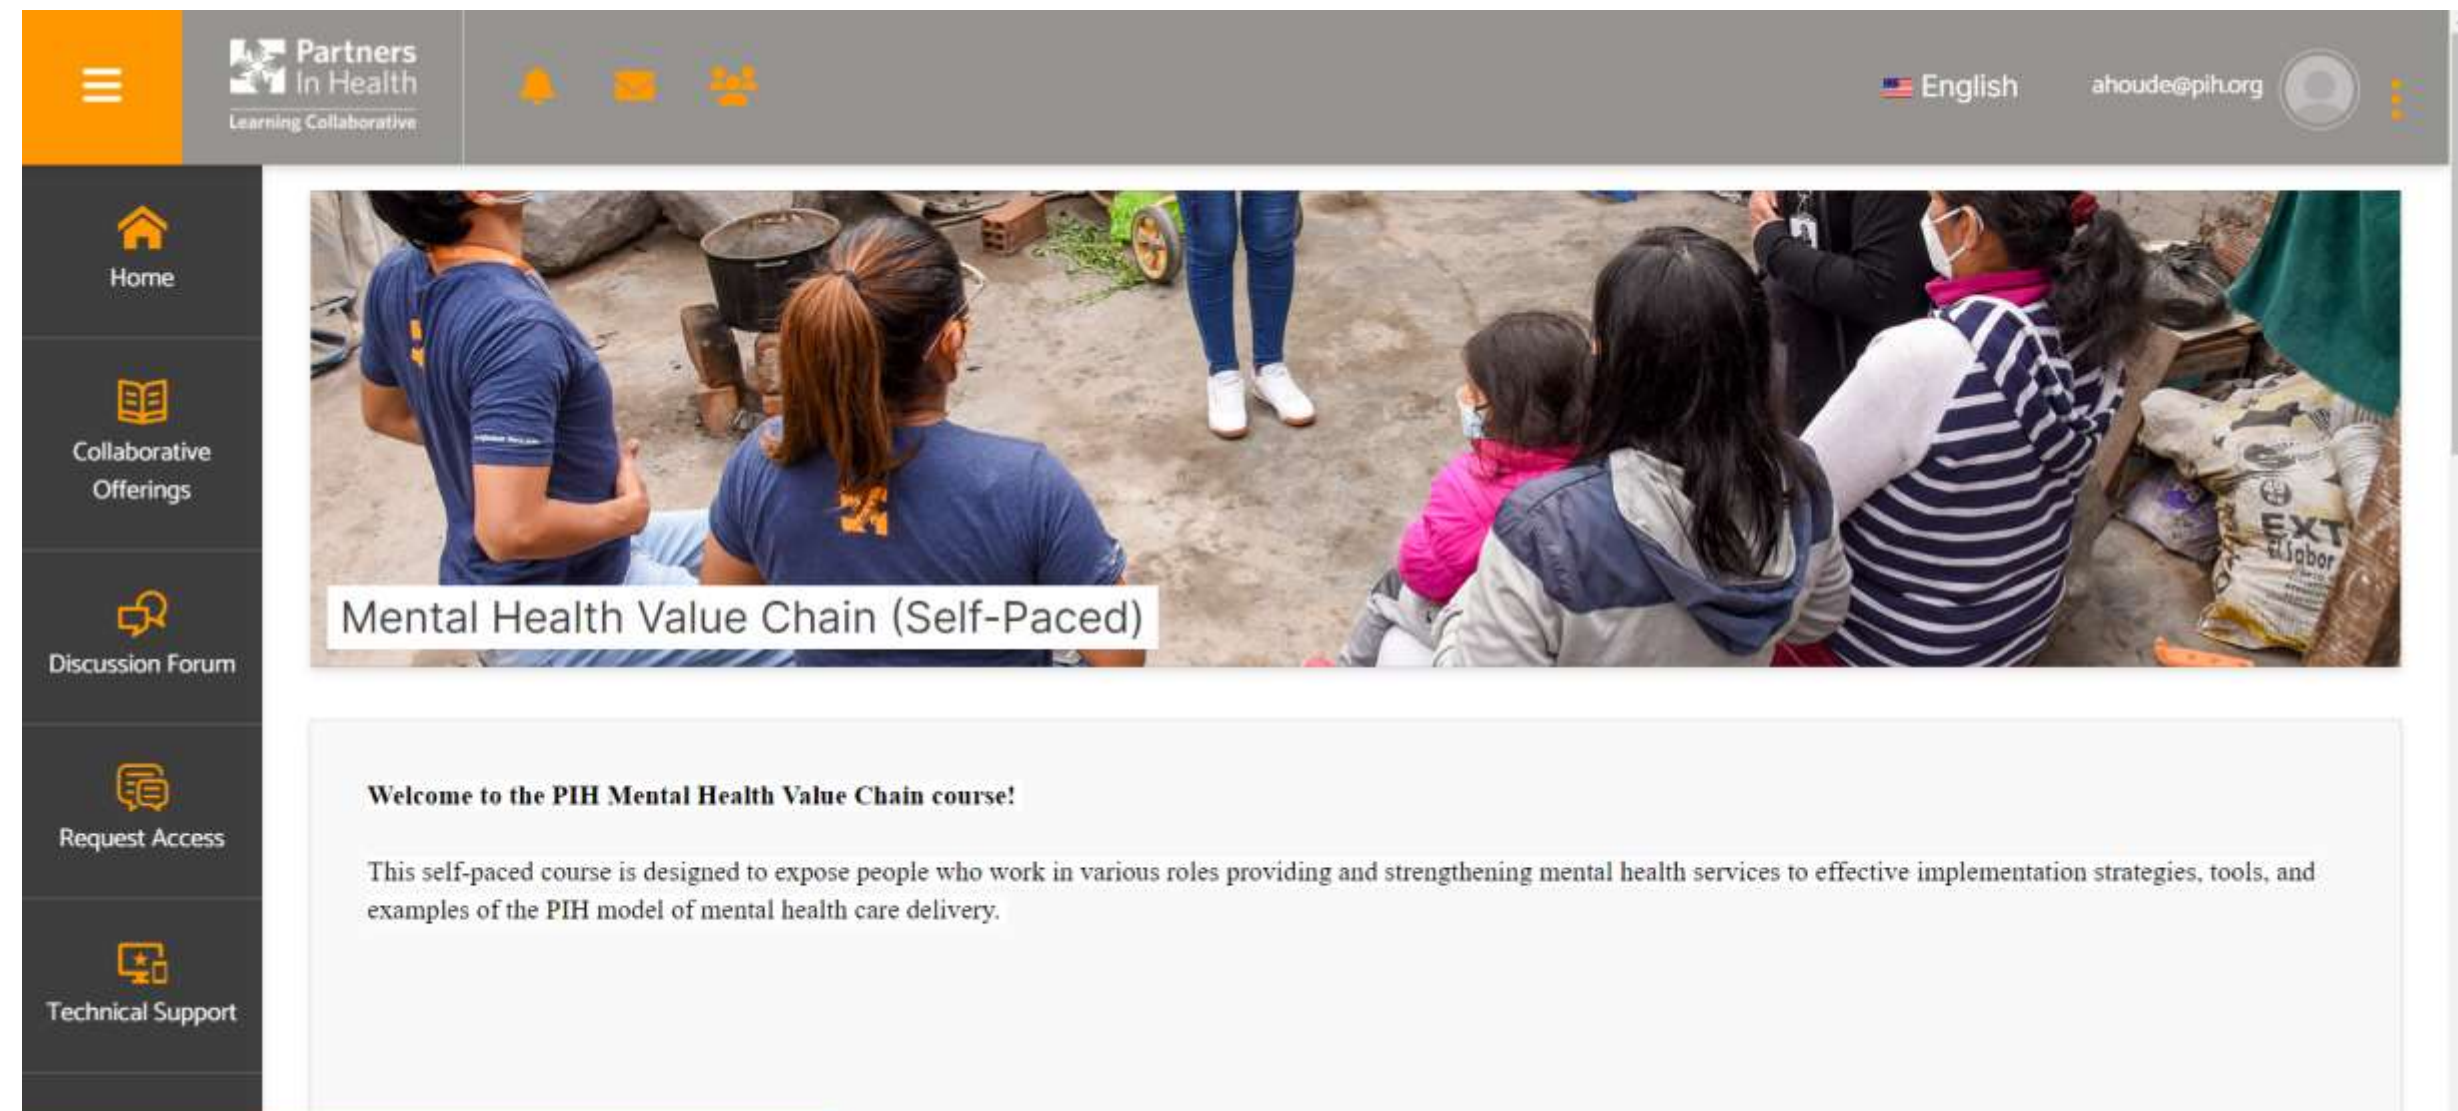 Partners
In Health
Learning Collaborative
English
ahoude@pih.org
Home
Collaborative
Offerings
Discussion Forum
Request Access
Technical Support
EXT
El Sabor
Mental Health Value Chain (Self-Paced)
Welcome to the PIH Mental Health Value Chain course!
This self-paced course is designed to expose people who work in various roles providing and strengthening mental health services to effective implementation strategies, tools, and
examples of the PIH model of mental health care delivery.